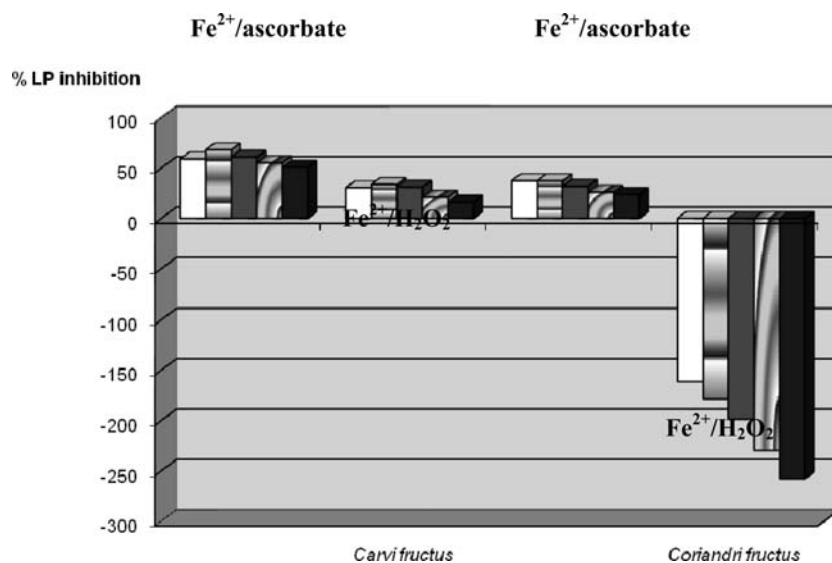 Fe²⁺/ascorbate Fe²⁺/ascorbate
% LP inhibition
100
50
Fe²⁺/H₂O₂
0
-50
-100
-150
-200
Fe²⁺/H₂O₂
-250
-300
Carvi fructus Coriandri fructus